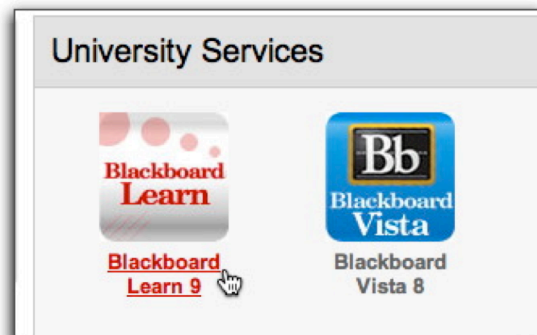 University Services
Blackboard
Learn
Bb
Blackboard
Vista
Blackboard
Learn 9
Blackboard
Vista 8